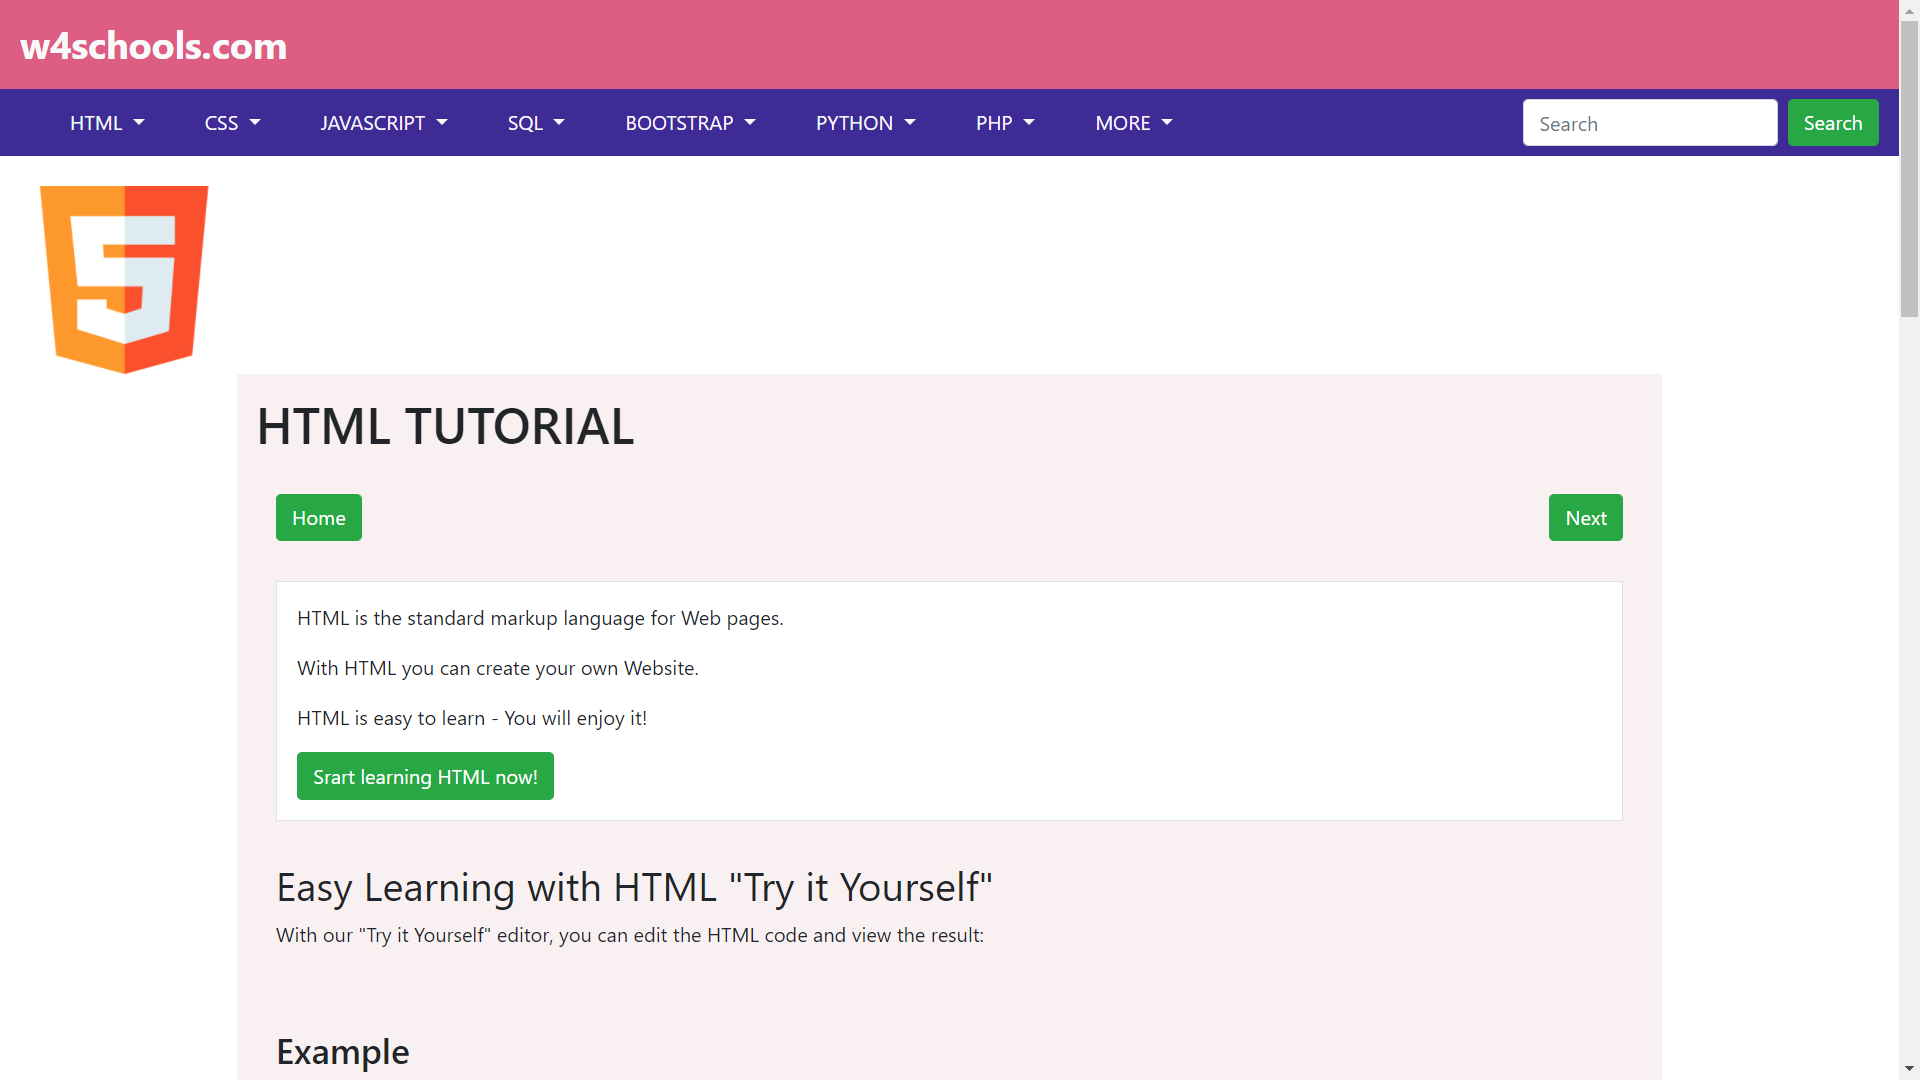 w4schools.com
HTML CSS JAVASCRIPT SQL BOOTSTRAP PYTHON PHP MORE Search Search
HTML TUTORIAL
Home Next
HTML is the standard markup language for Web pages.
With HTML you can create your own Website.
HTML is easy to learn - You will enjoy it!
Srart learning HTML now!
Easy Learning with HTML "Try it Yourself"
With our "Try it Yourself" editor, you can edit the HTML code and view the result:
Example